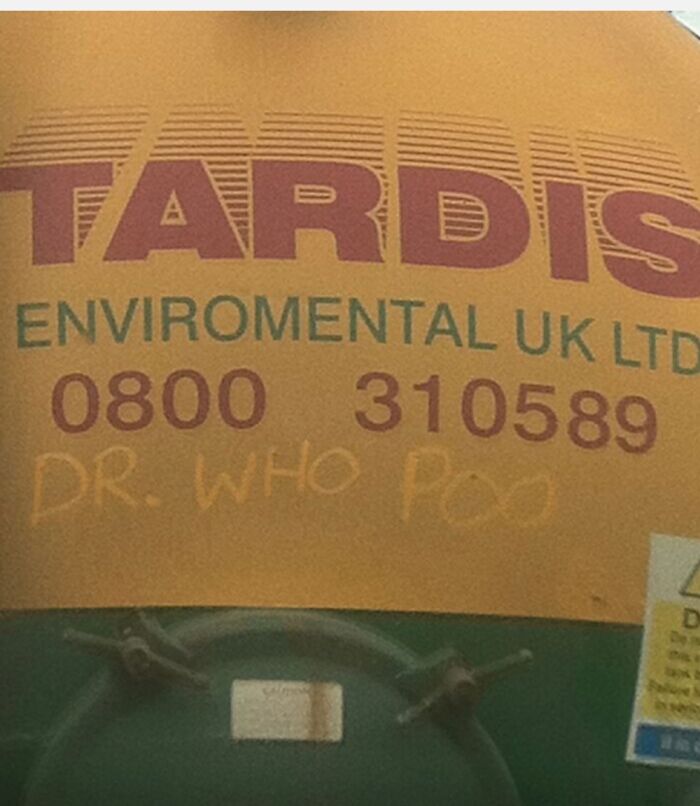 TARDIS
ENVIROMENTAL UK LTD
0800 310589
DR. WHO POO